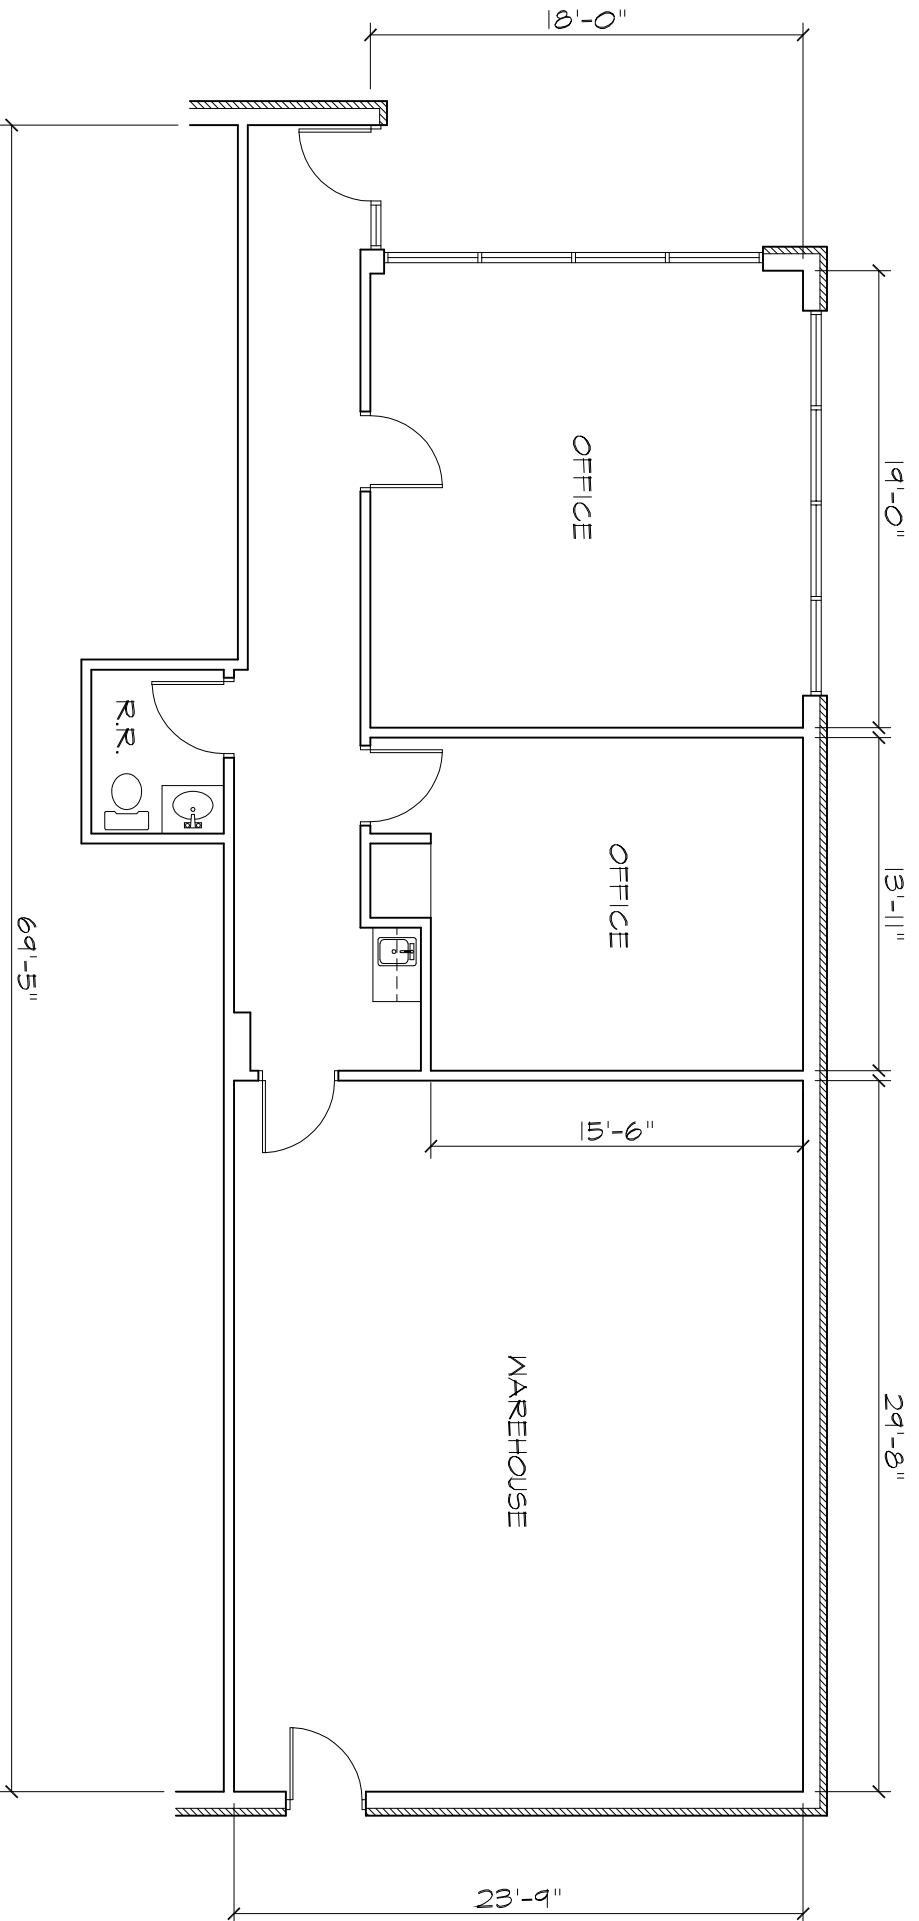 18'-0"
19'-0"
OFFICE
R.R.
OFFICE
13'-11"
69'-5"
15'-6"
WAREHOUSE
29'-8"
23'-9"